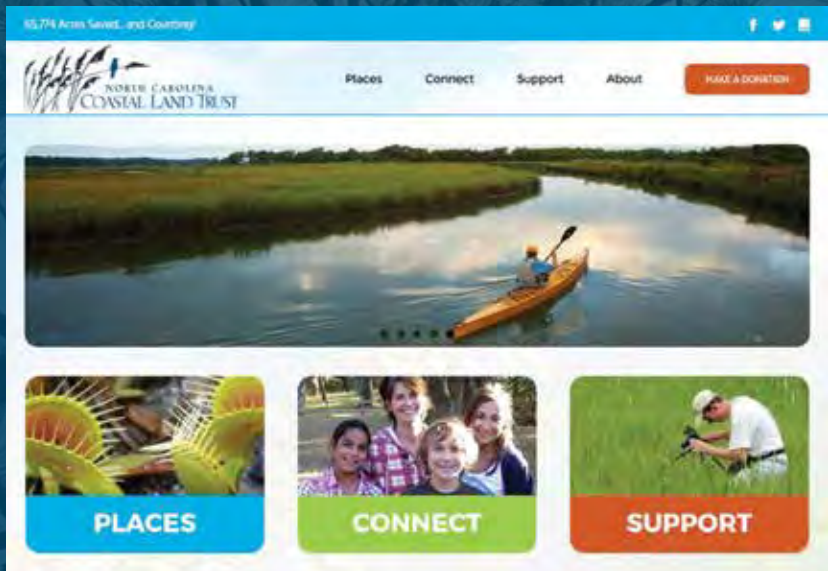 65,774 Acres Saved... and Counting!
NORTH CAROLINA
COASTAL LAND TRUST
Places
Connect
Support
About
MAKE A DONATION
PLACES
CONNECT
SUPPORT